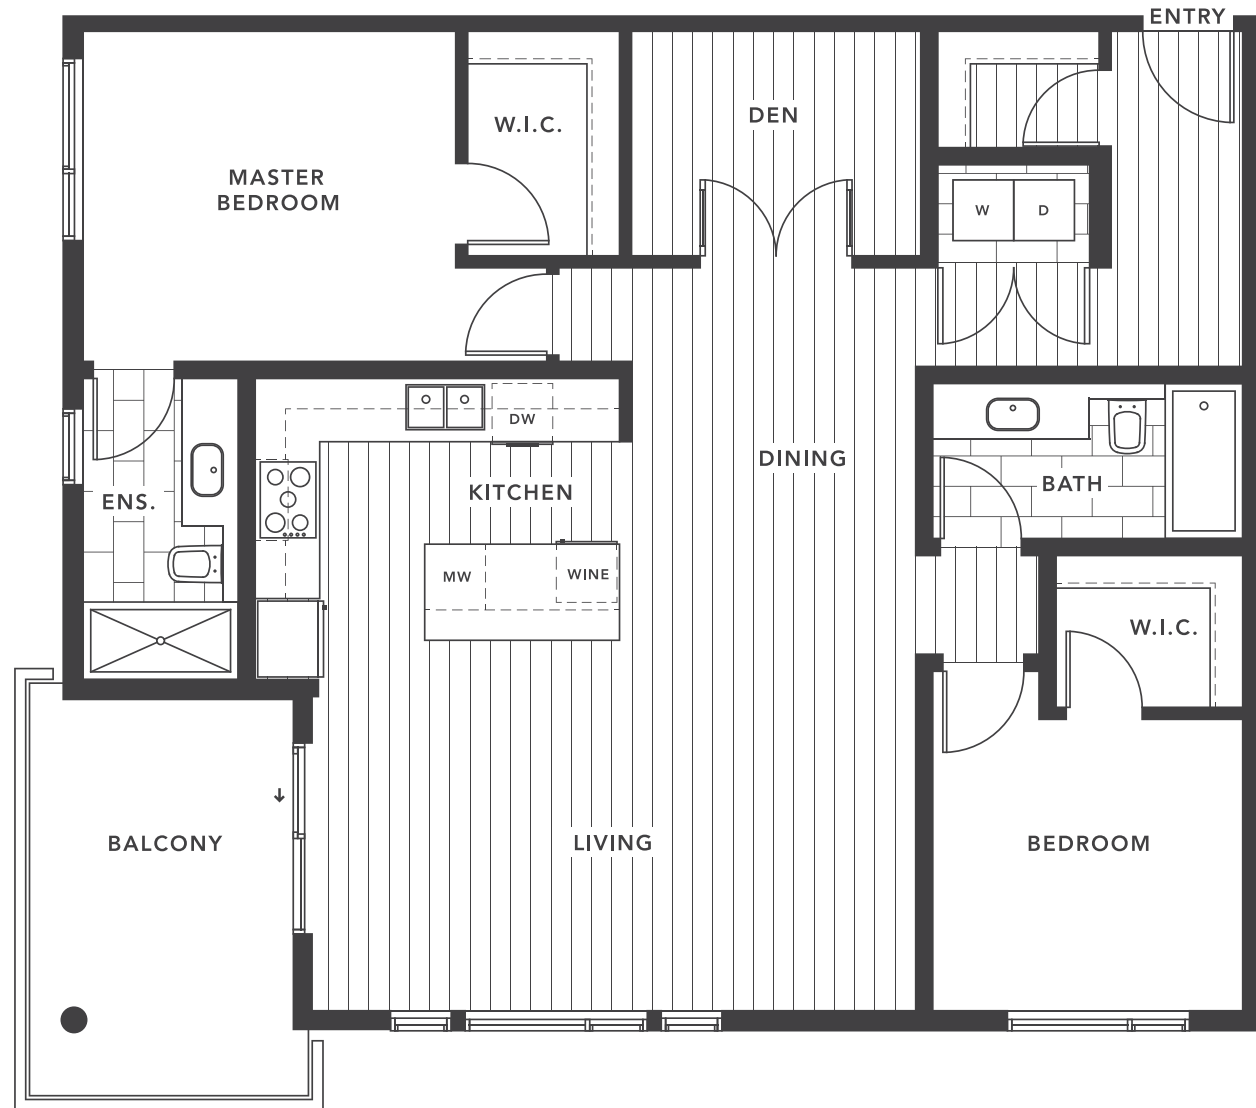 ENTRY
W.I.C.
DEN
MASTER
BEDROOM
W
D
DW
DINING
KITCHEN
BATH
ENS.
MW
WINE
W.I.C.
BALCONY
LIVING
BEDROOM